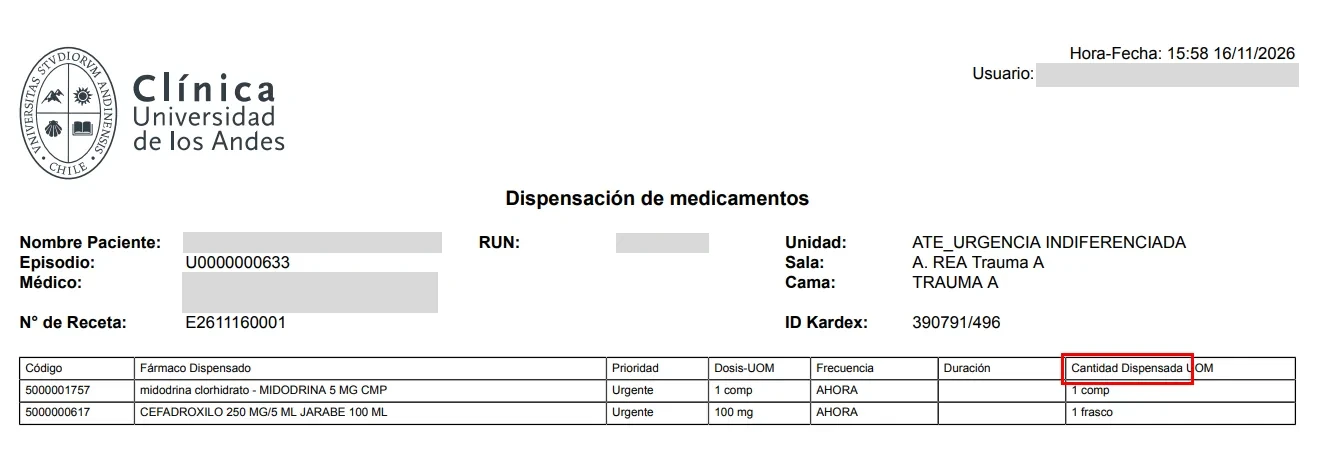 UNIVERSITAS STVDIORVM ANDINENSIS
• CHILE •
Clínica
Universidad
de los Andes
Hora-Fecha: 15:58 16/11/2026
Usuario:
Dispensación de medicamentos
Nombre Paciente: RUN: Unidad: ATE_URGENCIA INDIFERENCIADA
Episodio: U0000000633 Sala: A. REA Trauma A
Médico: Cama: TRAUMA A
N° de Receta: E2611160001 ID Kardex: 390791/496
Código Fármaco Dispensado Prioridad Dosis-UOM Frecuencia Duración Cantidad Dispensada UOM
5000001757 midodrina clorhidrato - MIDODRINA 5 MG CMP Urgente 1 comp AHORA 1 comp
5000000617 CEFADROXILO 250 MG/5 ML JARABE 100 ML Urgente 100 mg AHORA 1 frasco